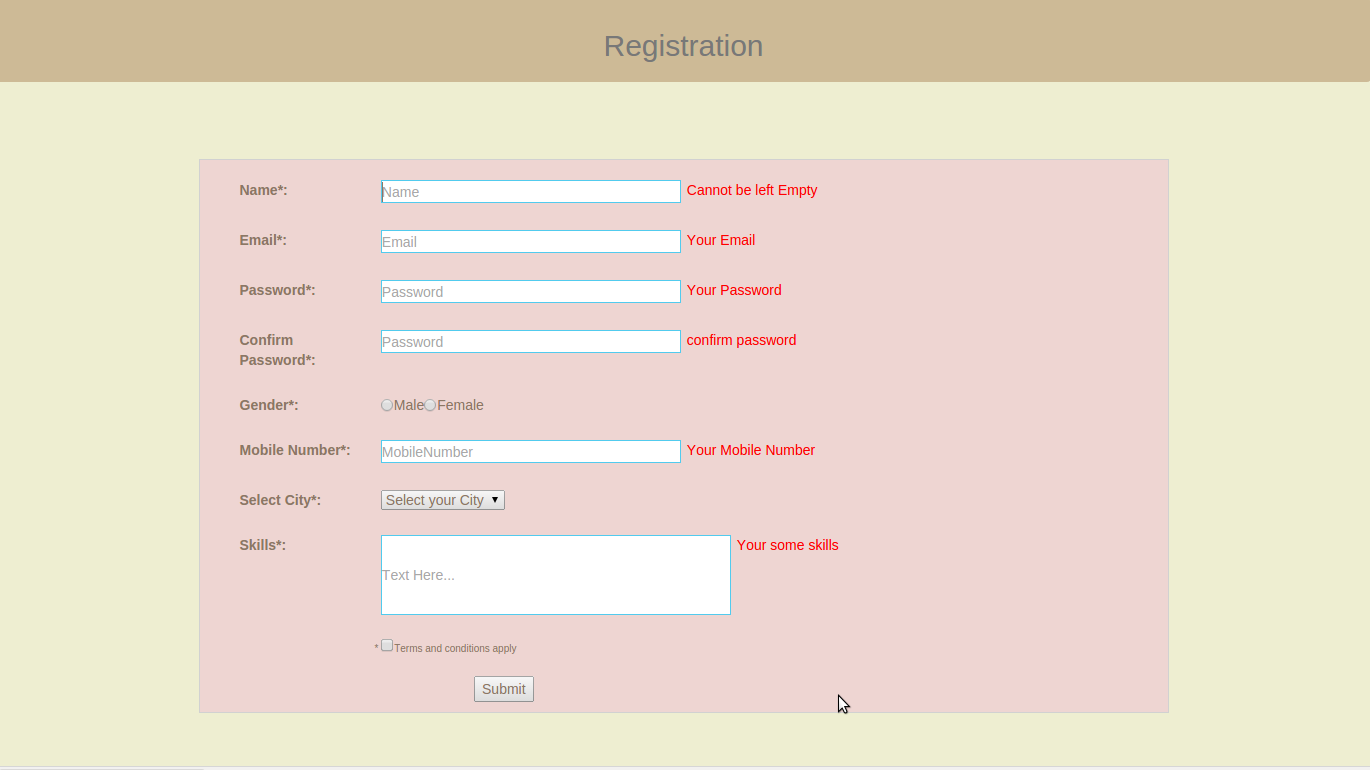 Registration
Name*: Name Cannot be left Empty
Email*: Email Your Email
Password*: Password Your Password
Confirm Password*: Password confirm password
Gender*: Male Female
Mobile Number*: MobileNumber Your Mobile Number
Select City*: Select your City
Skills*: Text Here... Your some skills
* Terms and conditions apply
Submit